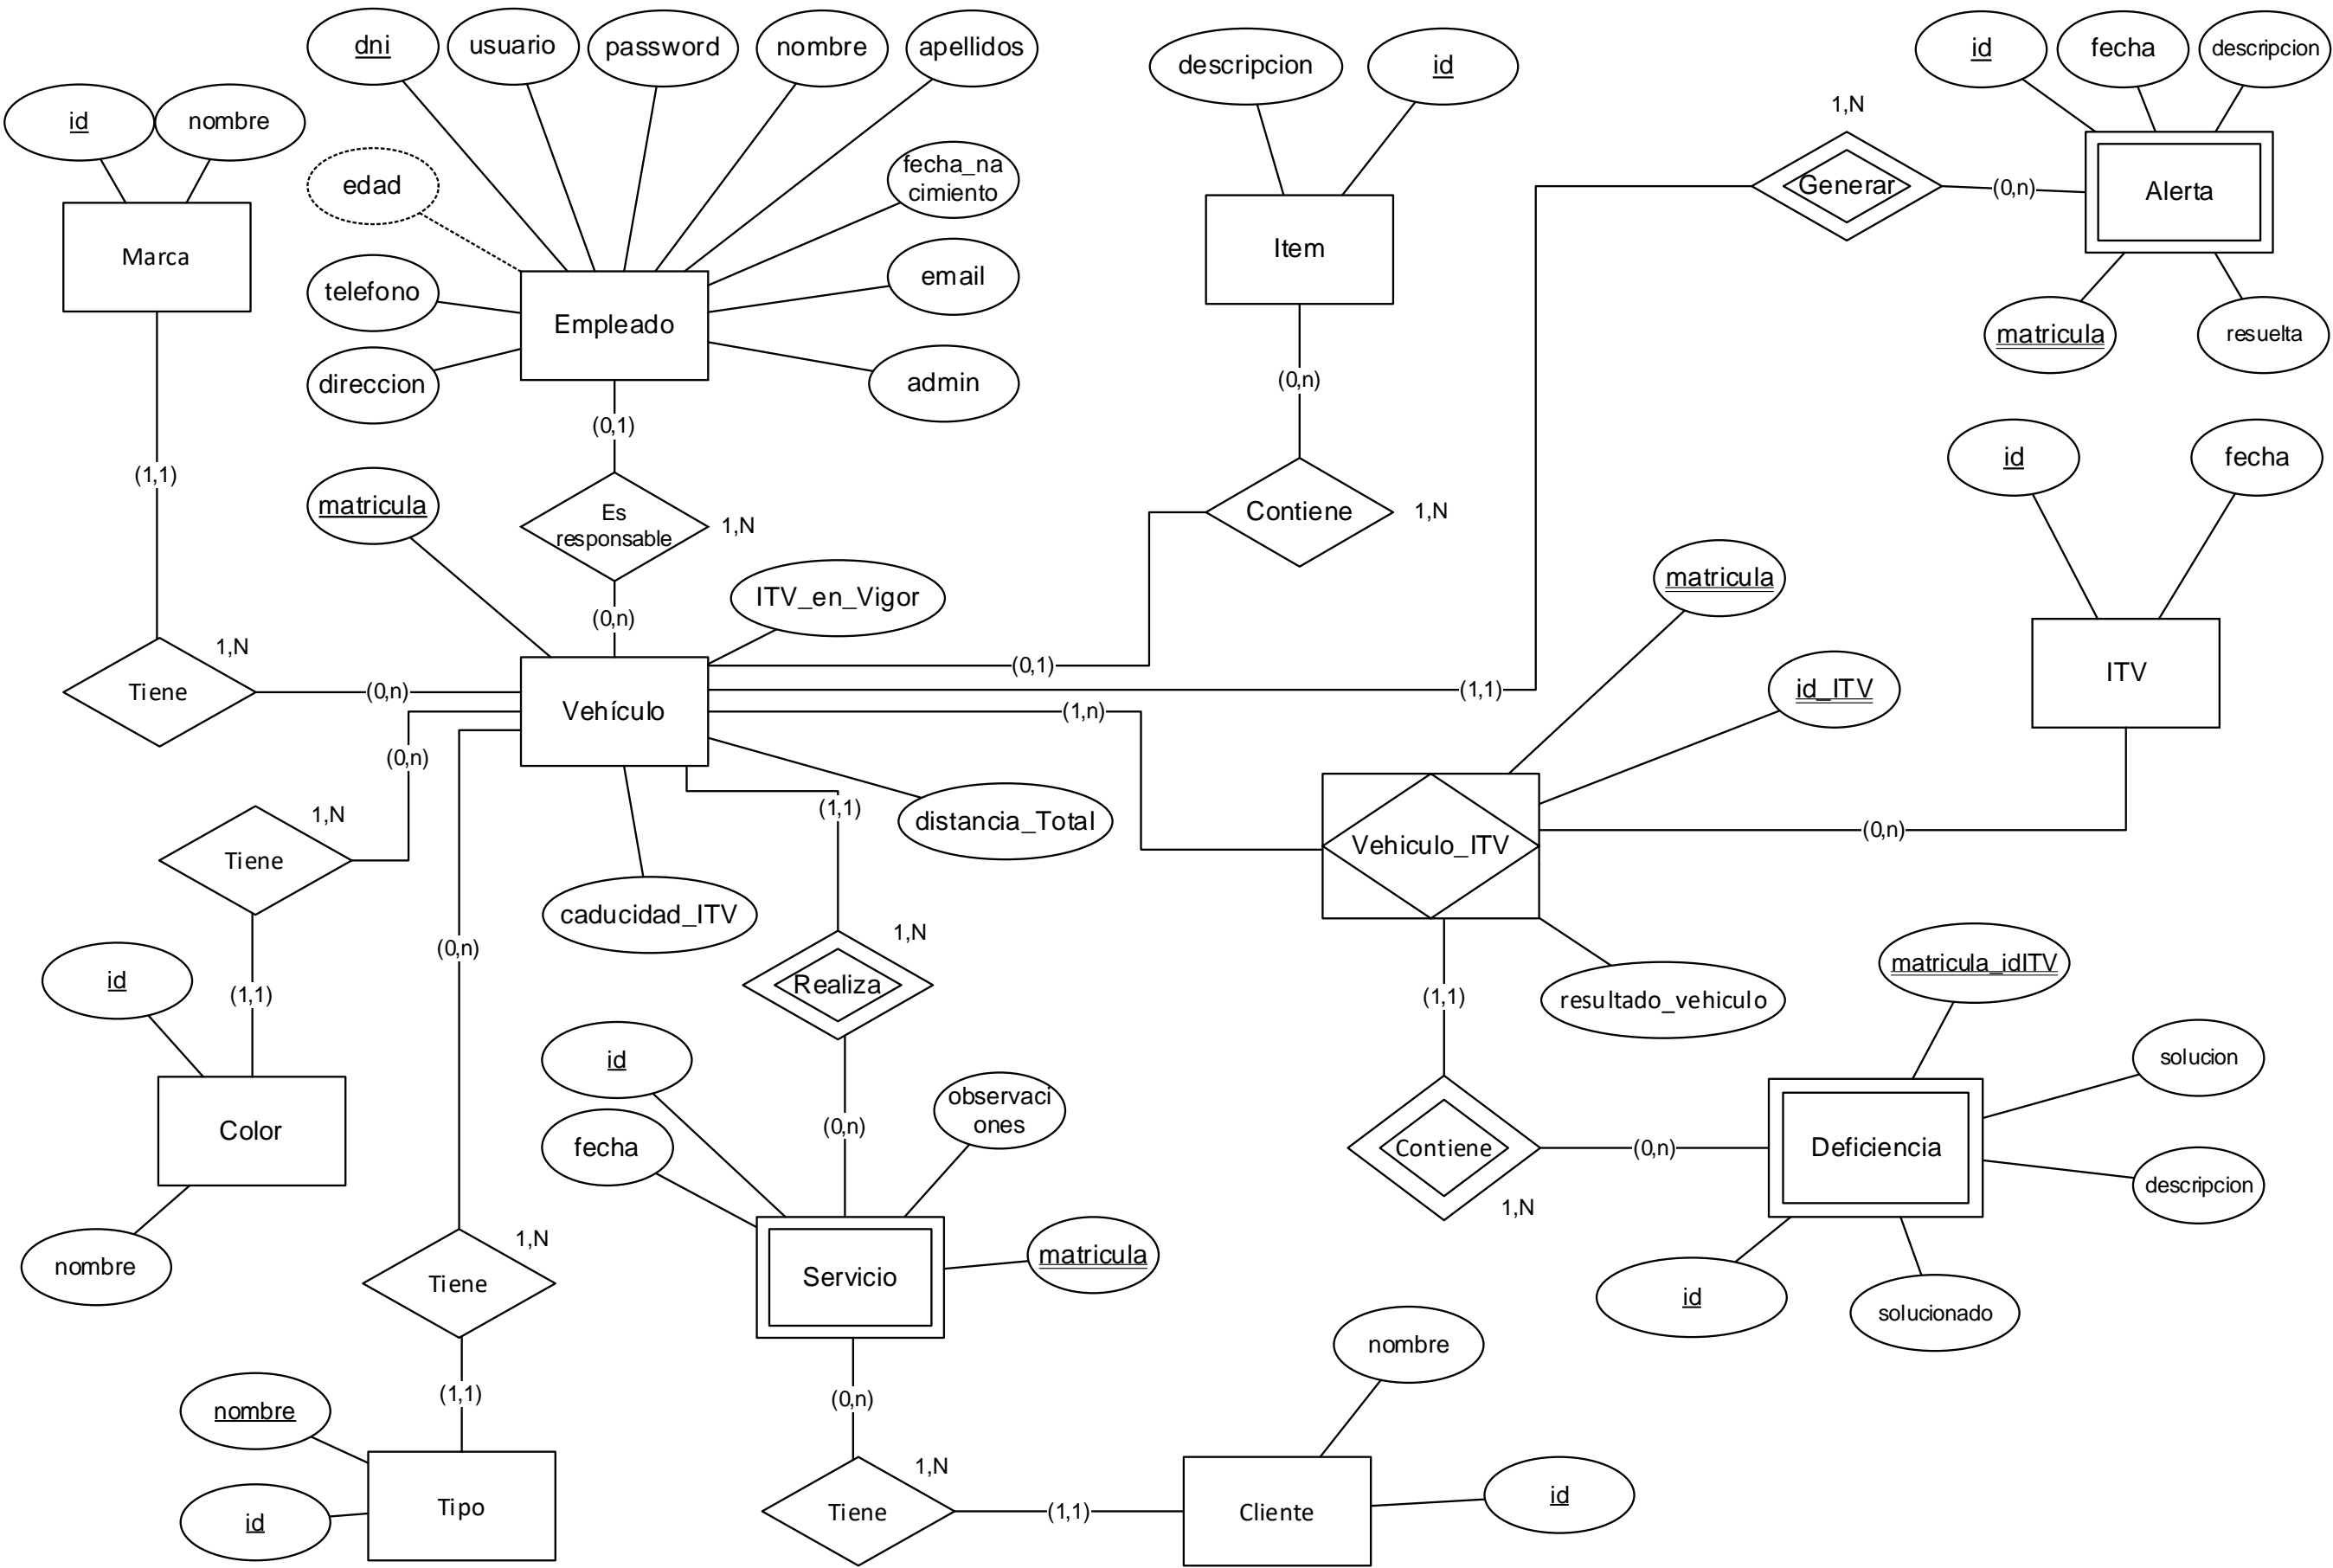 dni
usuario
password
nombre
apellidos
descripcion
id
id
fecha
descripcion
id
nombre
1,N
edad
fecha_na
cimiento
Generar
(0,n)
Alerta
Marca
Item
telefono
Empleado
email
direccion
admin
matricula
resuelta
(0,n)
(0,1)
(1,1)
id
fecha
matricula
Es
responsable
1,N
Contiene
1,N
ITV_en_Vigor
matricula
(0,n)
1,N
(0,1)
ITV
Tiene
(0,n)
Vehículo
(1,1)
id_ITV
(1,n)
(0,n)
1,N
(1,1)
distancia_Total
Vehiculo_ITV
(0,n)
Tiene
caducidad_ITV
1,N
(0,n)
id
Realiza
(1,1)
(1,1)
resultado_vehiculo
matricula_idITV
id
observaci
ones
solucion
Color
fecha
(0,n)
Contiene
(0,n)
Deficiencia
descripcion
1,N
nombre
1,N
Tiene
Servicio
matricula
id
solucionado
nombre
(1,1)
(0,n)
nombre
1,N
Tipo
id
Tiene
(1,1)
Cliente
id